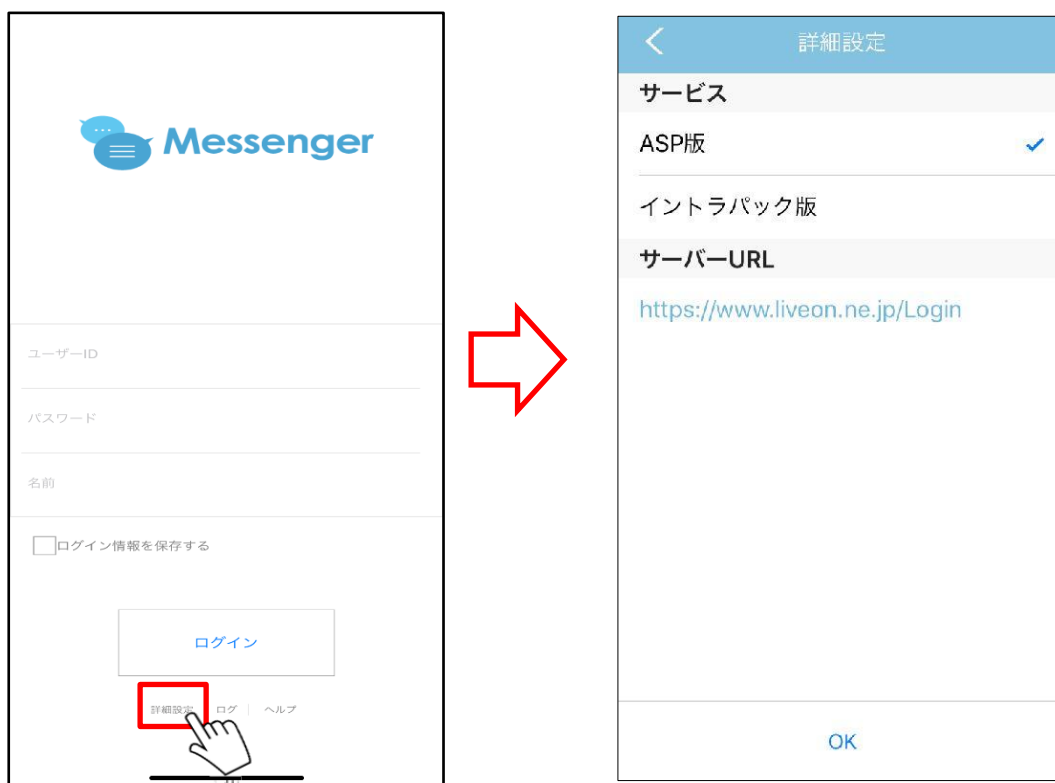 Messenger
ユーザーID
パスワード
名前
ログイン情報を保存する
ログイン
詳細設定
ログ
ヘルプ
詳細設定
サービス
ASP版
イントラパック版
サーバーURL
https://www.liveon.ne.jp/Login
OK